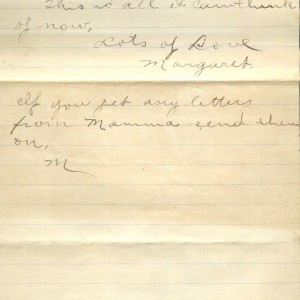 This is all I can think
of now,
Lots of Love
Margaret.
If you get any letters
from Mamma send them
on,
M